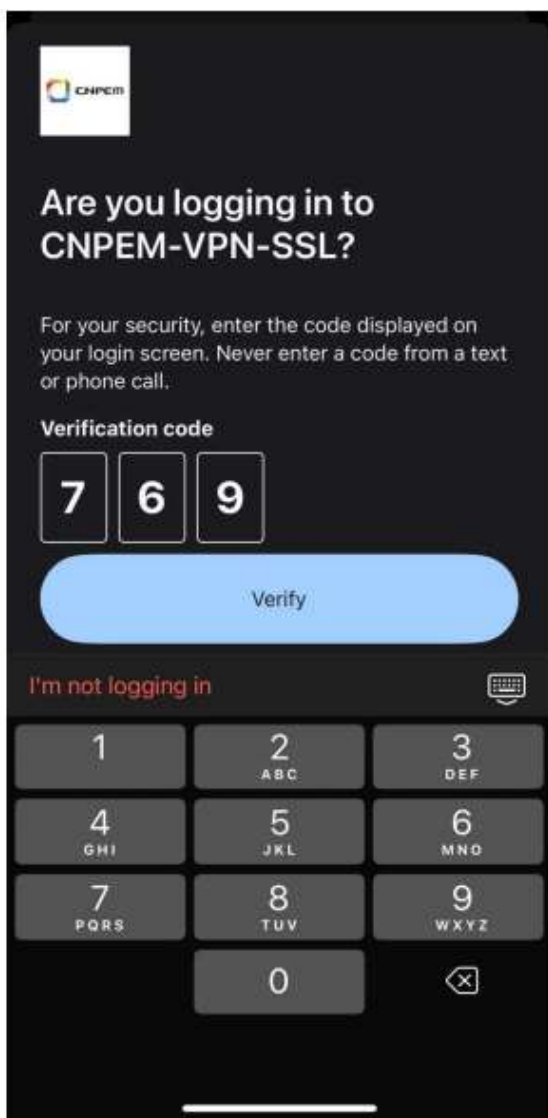 CNPEM
Are you logging in to
CNPEM-VPN-SSL?
For your security, enter the code displayed on
your login screen. Never enter a code from a text
or phone call.
Verification code
7 6 9
Verify
I'm not logging in
1 2 3
ABC DEF
4 5 6
GHI JKL MNO
7 8 9
PQRS TUV WXYZ
0